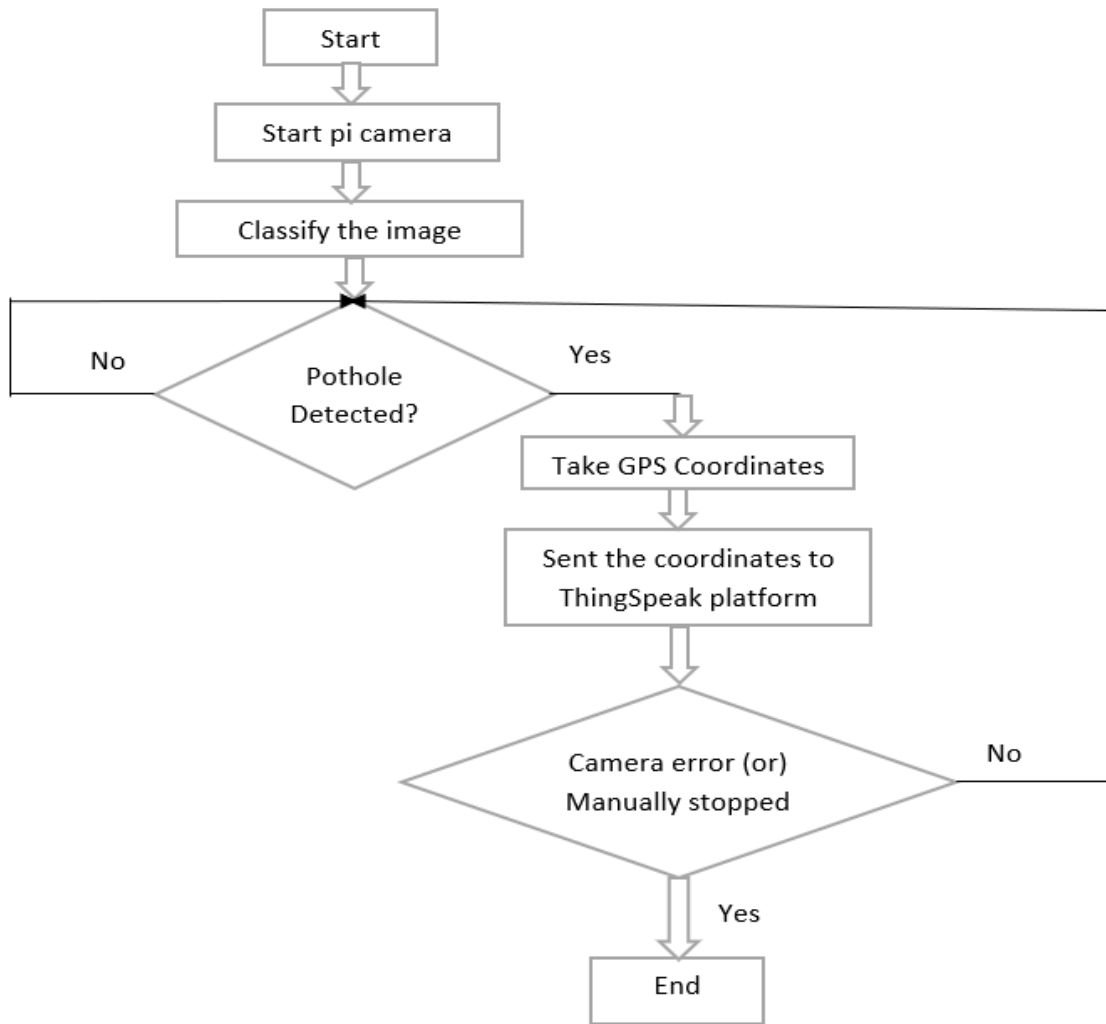 Start
Start pi camera
Classify the image
No
Yes
Pothole
Detected?
Take GPS Coordinates
Sent the coordinates to
ThingSpeak platform
Camera error (or)
Manually stopped
No
Yes
End